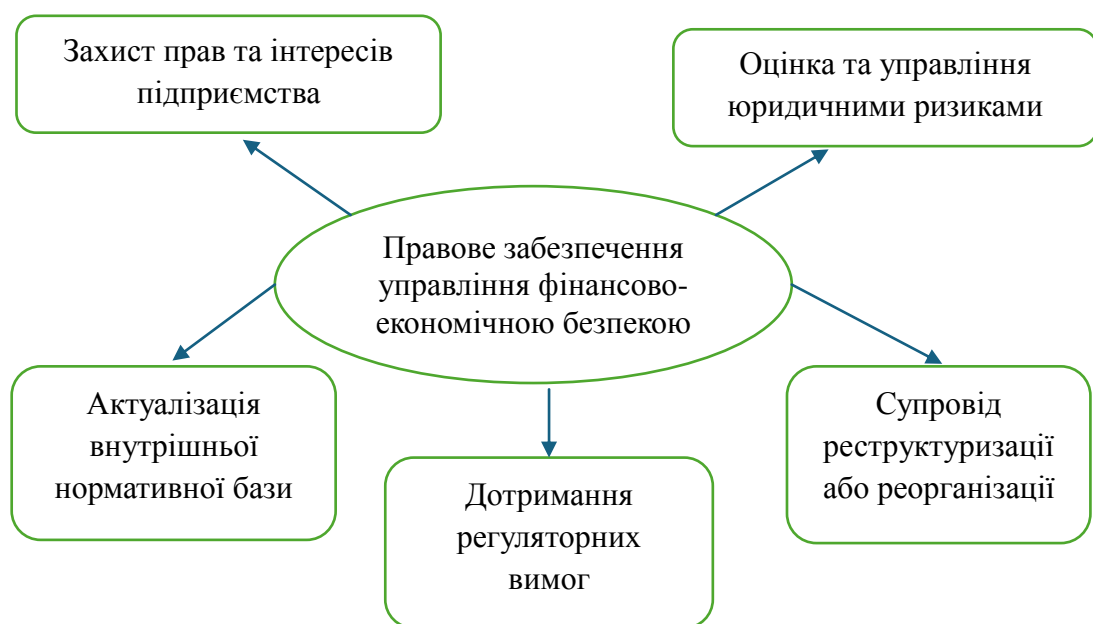 Захист прав та інтересів
підприємства
Оцінка та управління
юридичними ризиками
Правове забезпечення
управління фінансово-
економічною безпекою
Актуалізація
внутрішньої
нормативної бази
Дотримання
регуляторних
вимог
Супровід
реструктуризації
або реорганізації